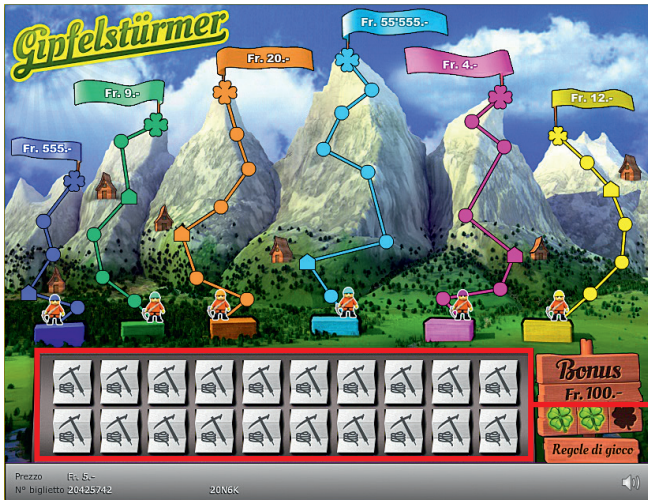 Gipfelstürmer
Fr. 55'555.-
Fr. 20.-
Fr. 4.-
Fr. 9.-
Fr. 12.-
Fr. 555.-
Bonus
Fr. 100.-
Regole di gioco
Prezzo Fr. 5.-
N° biglietto 20425742 20N6K